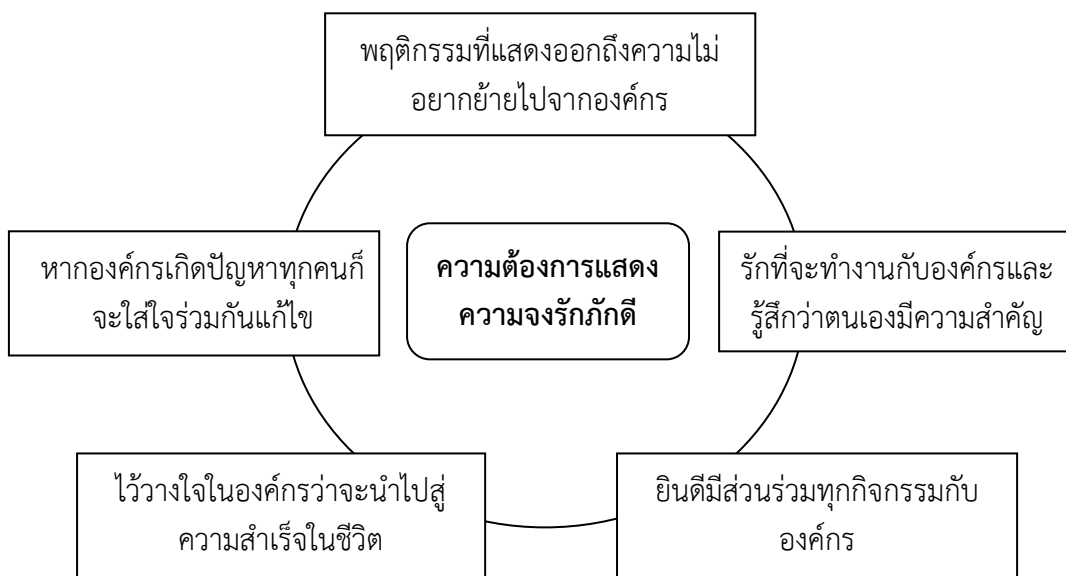 พฤติกรรมที่แสดงออกถึงความไม่
อยากย้ายไปจากองค์กร
หากองค์กรเกิดปัญหาทุกคนก็
จะใส่ใจร่วมกันแก้ไข
ความต้องการแสดง
ความจงรักภักดี
รักที่จะทำงานกับองค์กรและ
รู้สึกว่าตนเองมีความสำคัญ
ไว้วางใจในองค์กรว่าจะนำไปสู่
ความสำเร็จในชีวิต
ยินดีมีส่วนร่วมทุกกิจกรรมกับ
องค์กร